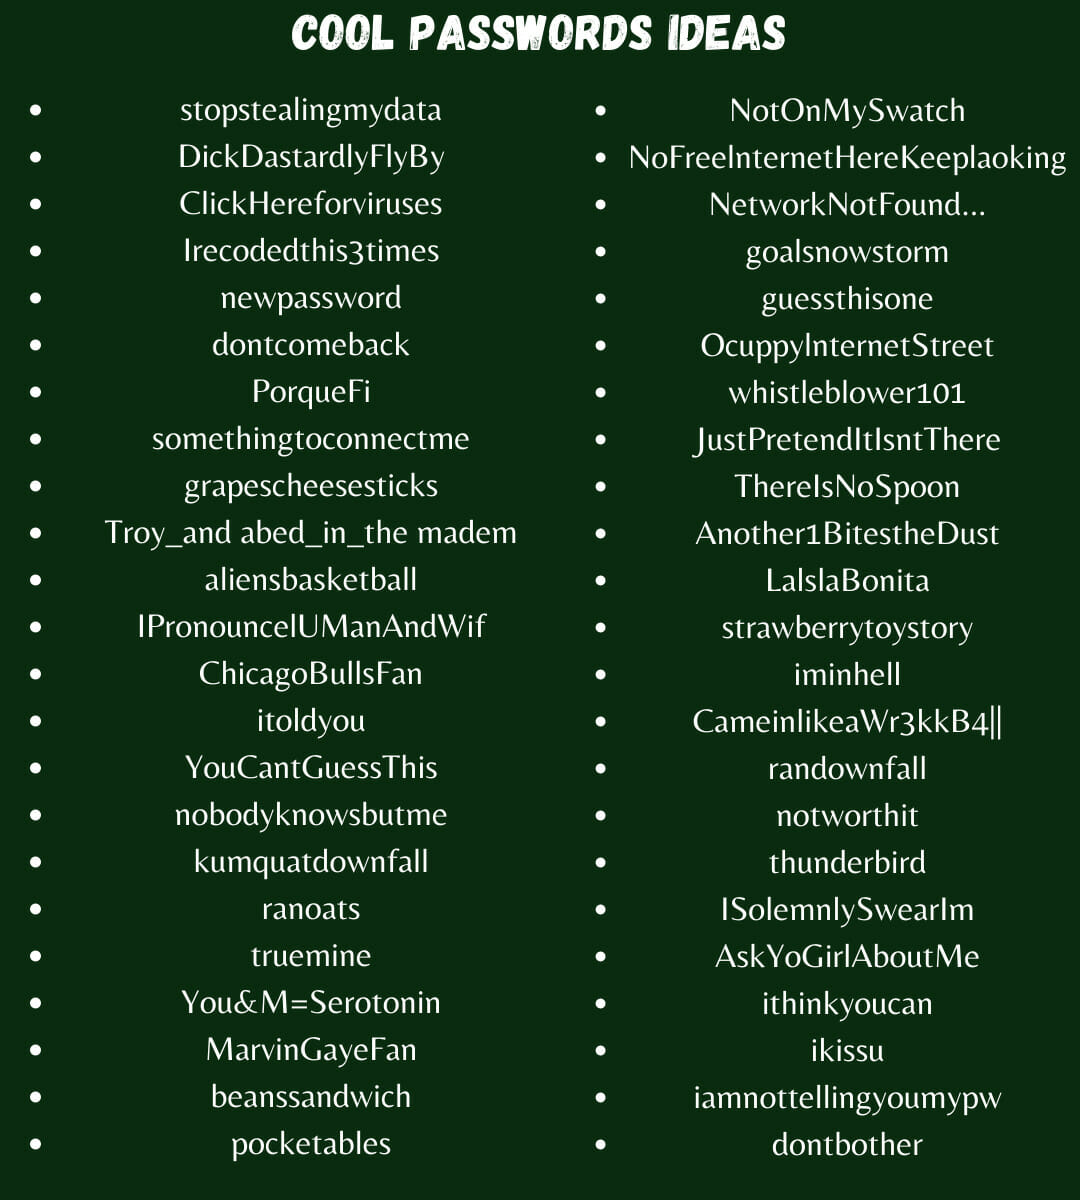 COOL PASSWORDS IDEAS
stopstealingmydata
DickDastardlyFlyBy
ClickHereforviruses
Irecodedthis3times
newpassword
dontcomeback
PorqueFi
somethingtoconnectme
grapescheesesticks
Troy_and abed_in_the madem
aliensbasketball
IPronouncelUManAndWif
ChicagoBullsFan
itoldyou
YouCantGuessThis
nobodyknowsbutme
kumquatdownfall
ranoats
truemine
You&M=Serotonin
MarvinGayeFan
beanssandwich
pocketables
NotOnMySwatch
NoFreeInternetHereKeeplaoking
NetworkNotFound...
goalsnowstorm
guessthisone
OcuppyInternetStreet
whistleblower101
JustPretendItIsntThere
ThereIsNoSpoon
Another1BitestheDust
LaIslaBonita
strawberrytoystory
iminhell
CameinlikeaWr3kkB4||
randownfall
notworthit
thunderbird
ISolemnlySwearIm
AskYoGirlAboutMe
ithinkyoucan
ikissu
iamnottellingyoumypw
dontbother